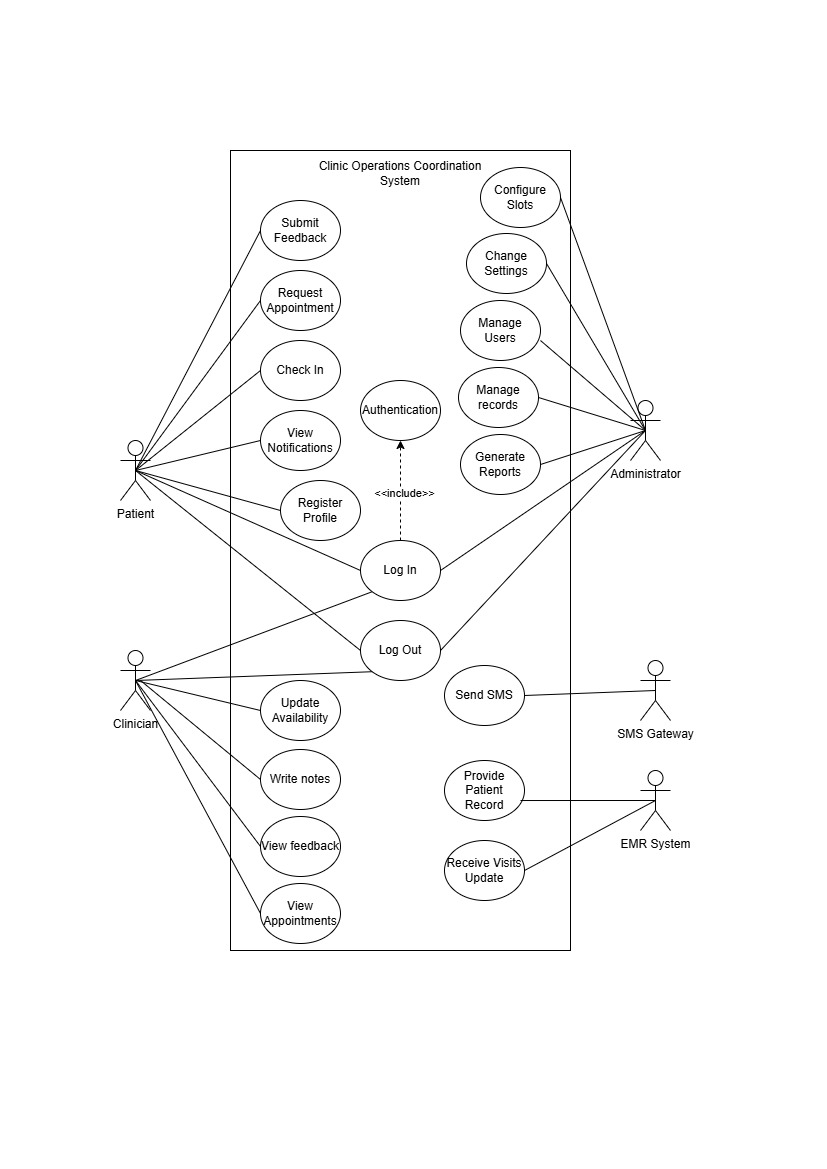 Clinic Operations Coordination
System
Configure
Slots
Submit
Feedback
Change
Settings
Request
Appointment
Manage
Users
Check In
Manage
records
Authentication
View
Notifications
Generate
Reports
Administrator
<<include>>
Patient
Register
Profile
Log In
Log Out
Clinician
Update
Availability
Send SMS
SMS Gateway
Write notes
Provide
Patient
Record
View feedback
EMR System
Receive Visits
Update
View
Appointments